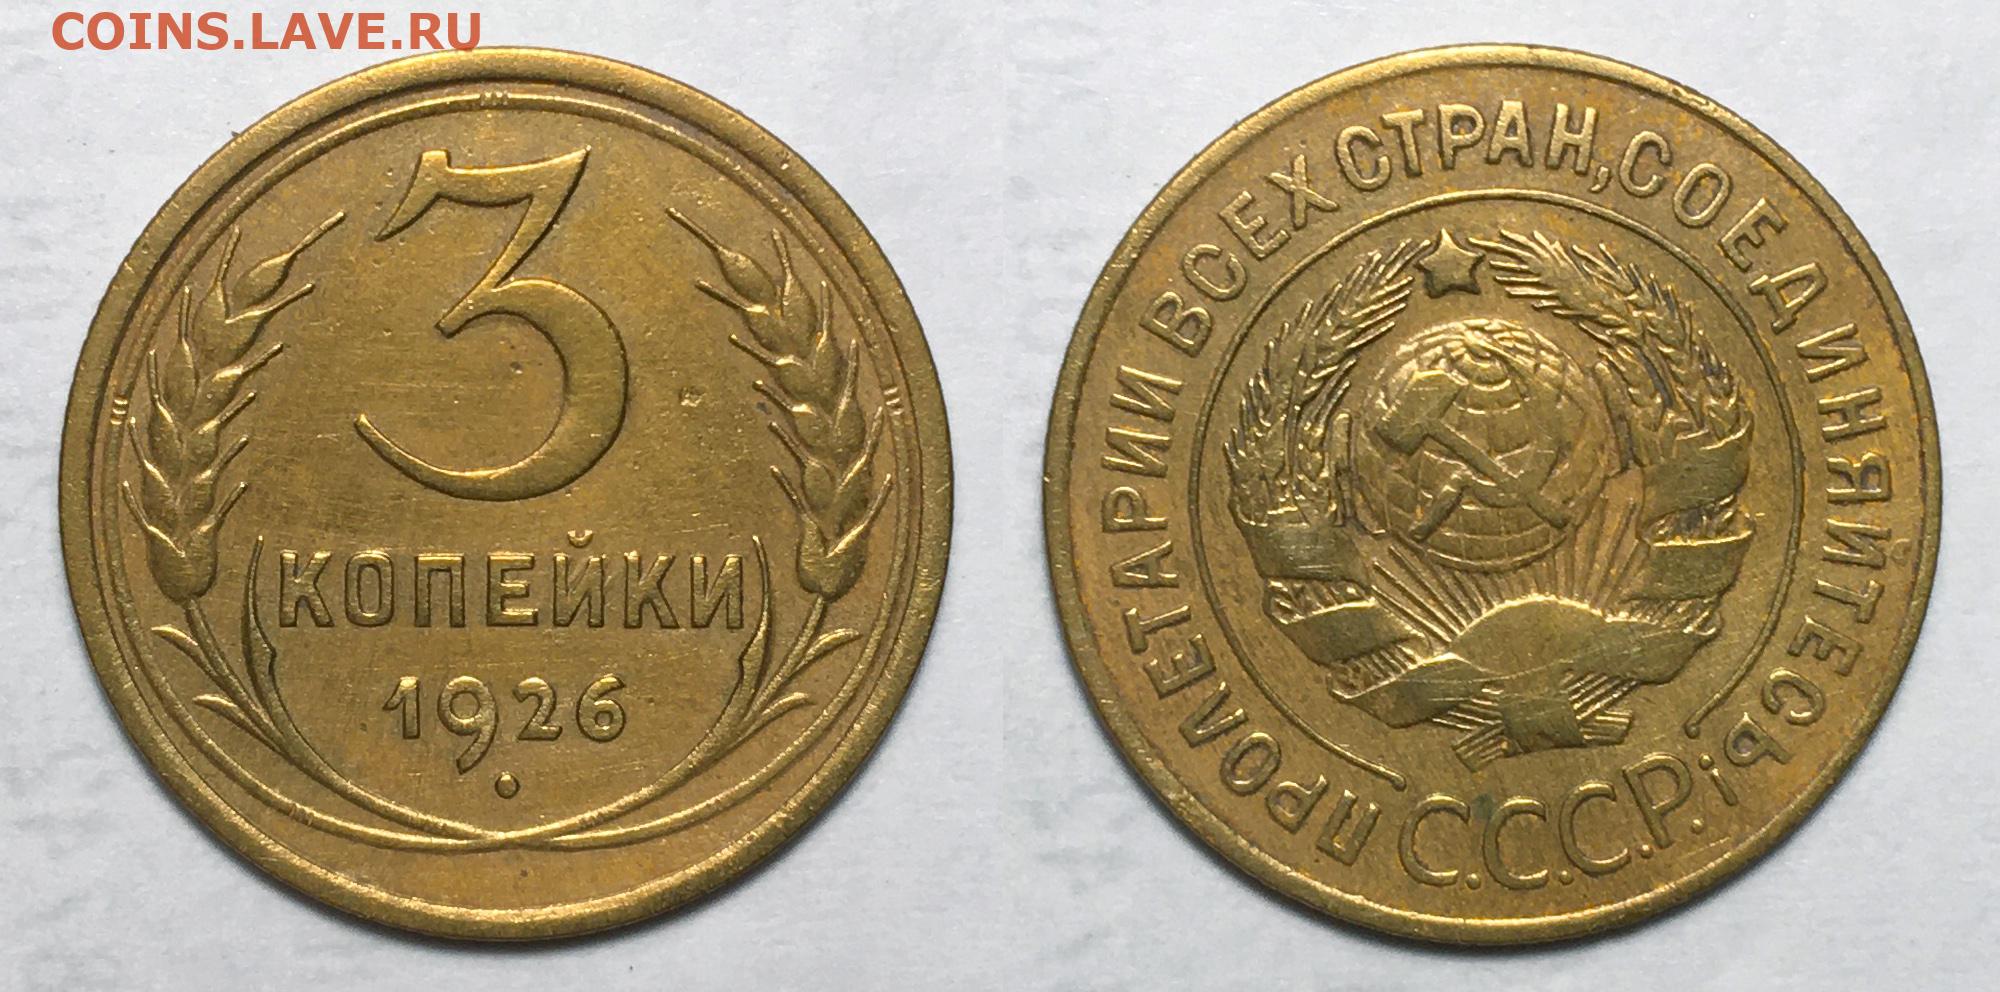 COINS.LAVE.RU
3
КОПЕЙКИ
1926
ПРОЛЕТАРИИ ВСЕХ СТРАН, СОЕДИНЯЙТЕСЬ!
С.С.С.Р.